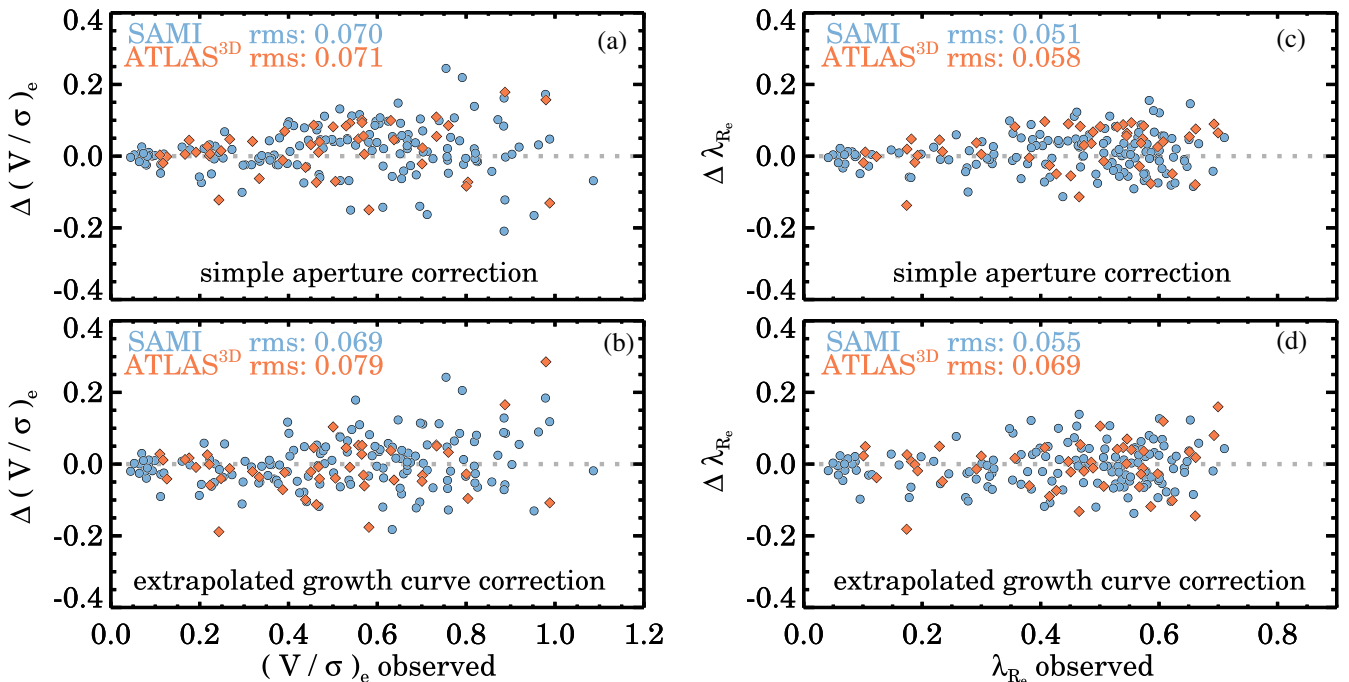 0.4
0.2
0.0
-0.2
-0.4
Δ ( V / σ )e
SAMI rms: 0.070
ATLAS3D rms: 0.071
(a)
simple aperture correction
0.4
0.2
0.0
-0.2
-0.4
Δ λRe
SAMI rms: 0.051
ATLAS3D rms: 0.058
(c)
simple aperture correction
0.4
0.2
0.0
-0.2
-0.4
Δ ( V / σ )e
SAMI rms: 0.069
ATLAS3D rms: 0.079
(b)
extrapolated growth curve correction
0.0 0.2 0.4 0.6 0.8 1.0 1.2
( V / σ )e observed
0.4
0.2
0.0
-0.2
-0.4
Δ λRe
SAMI rms: 0.055
ATLAS3D rms: 0.069
(d)
extrapolated growth curve correction
0.0 0.2 0.4 0.6 0.8
λRe observed